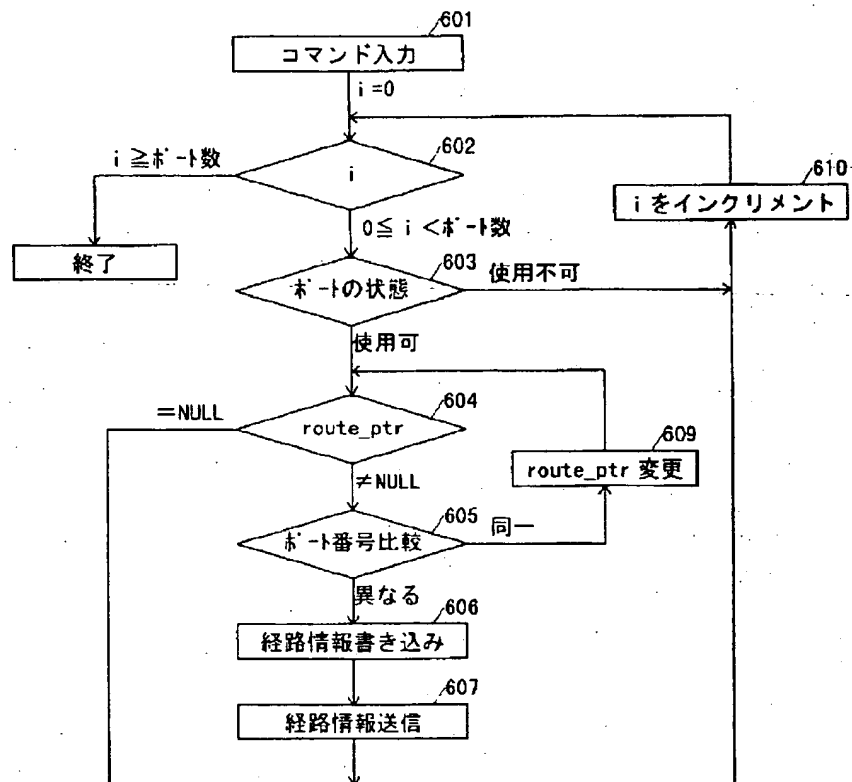 601
コマンド入力
i=0
602
i ≧ポート数
i
610
iをインクリメント
0≦ i <ポート数
終了
603
ポートの状態
使用不可
使用可
604
=NULL
route_ptr
609
route_ptr 変更
≠NULL
605
ポート番号比較
同一
異なる
606
経路情報書き込み
607
経路情報送信